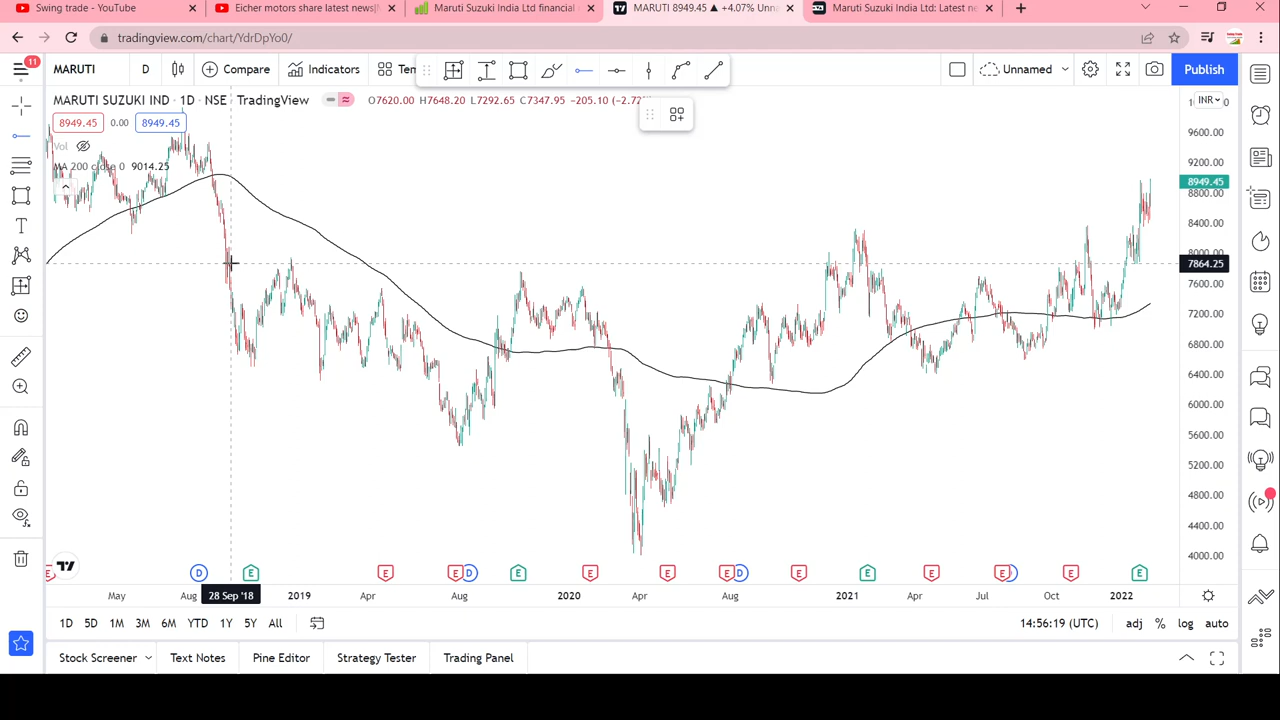 Swing trade - YouTube
Eicher motors share latest news|
Maruti Suzuki India Ltd financial
MARUTI 8949.45 ▲ +4.07% Unna
Maruti Suzuki India Ltd: Latest ne
tradingview.com/chart/YdrDpYo0/
11
MARUTI
D
Compare
Indicators
Tem
Unnamed
Publish
MARUTI SUZUKI IND · 1D · NSE TradingView
O7620.00 H7648.20 L7292.65 C7347.95 −205.10 (−2.72
INR
8949.45 0.00 8949.45
Vol
MA 200 close 0 9014.25
9600.00
9200.00
8949.45
8800.00
8400.00
7864.25
7600.00
7200.00
6800.00
6400.00
6000.00
5600.00
5200.00
4800.00
4400.00
4000.00
E D E E E D E E E E D E E E E D E E
May Aug 28 Sep '18 2019 Apr Aug 2020 Apr Aug 2021 Apr Jul Oct 2022
1D 5D 1M 3M 6M YTD 1Y 5Y All
14:56:19 (UTC) adj % log auto
Stock Screener Text Notes Pine Editor Strategy Tester Trading Panel